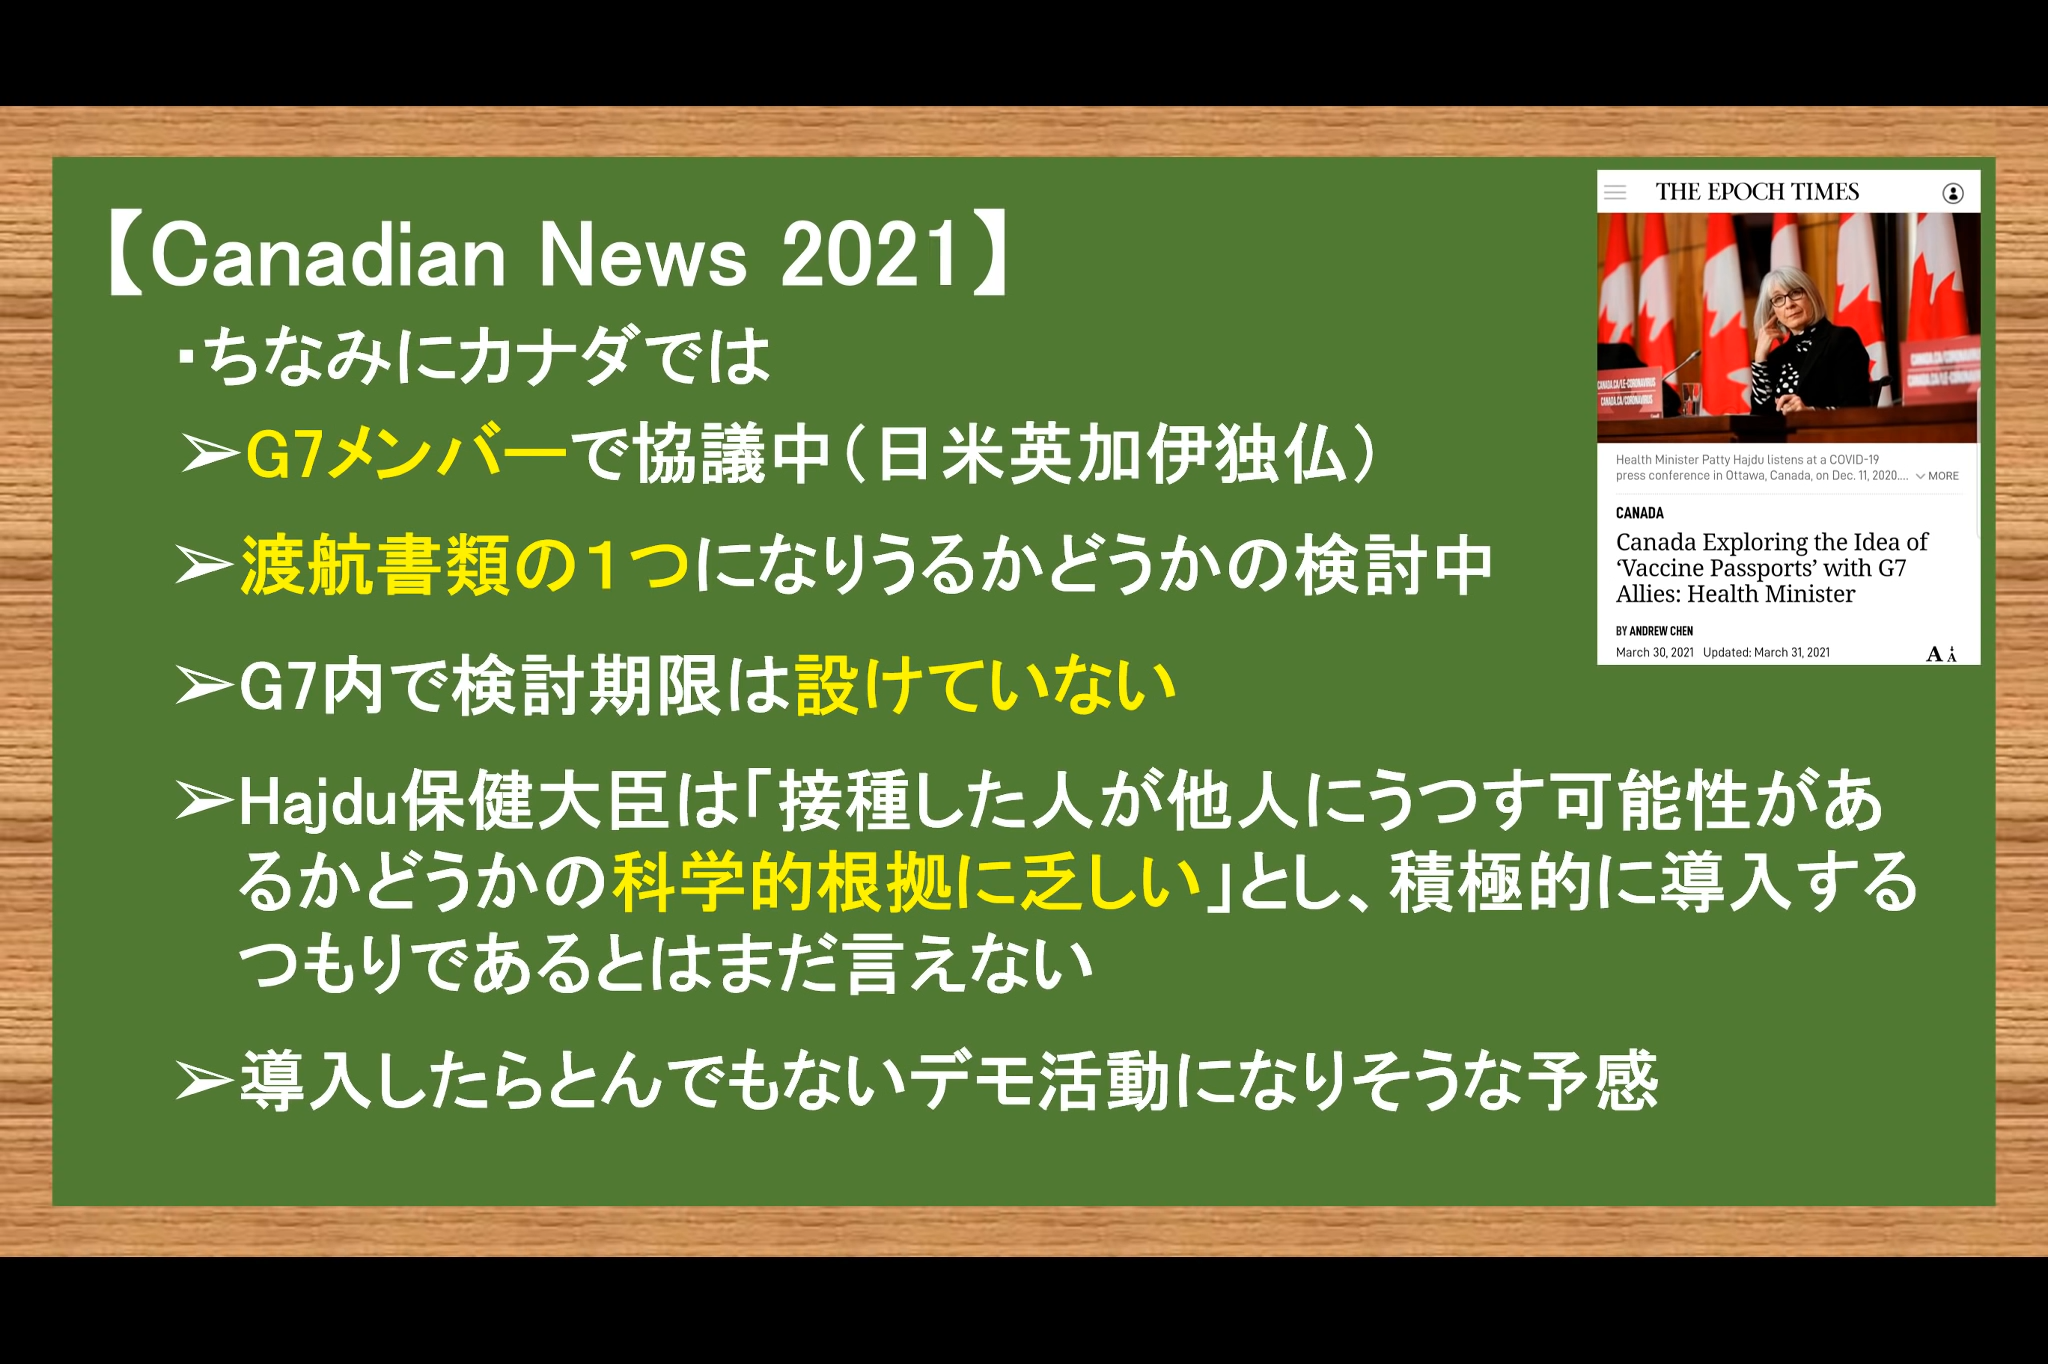 【Canadian News 2021】
・ちなみにカナダでは
➢G7メンバーで協議中（日米英加伊独仏）
➢渡航書類の１つになりうるかどうかの検討中
➢G7内で検討期限は設けていない
➢Hajdu保健大臣は「接種した人が他人にうつす可能性があ
るかどうかの科学的根拠に乏しい」とし、積極的に導入する
つもりであるとはまだ言えない
➢導入したらとんでもないデモ活動になりそうな予感
THE EPOCH TIMES
CANADA.CA/LE-CORONAVIRUS
CANADA.CA/CORONAVIRUS
Health Minister Patty Hajdu listens at a COVID-19
press conference in Ottawa, Canada, on Dec. 11, 2020.... MORE
CANADA
Canada Exploring the Idea of
‘Vaccine Passports’ with G7
Allies: Health Minister
BY ANDREW CHEN
March 30, 2021 Updated: March 31, 2021
A A